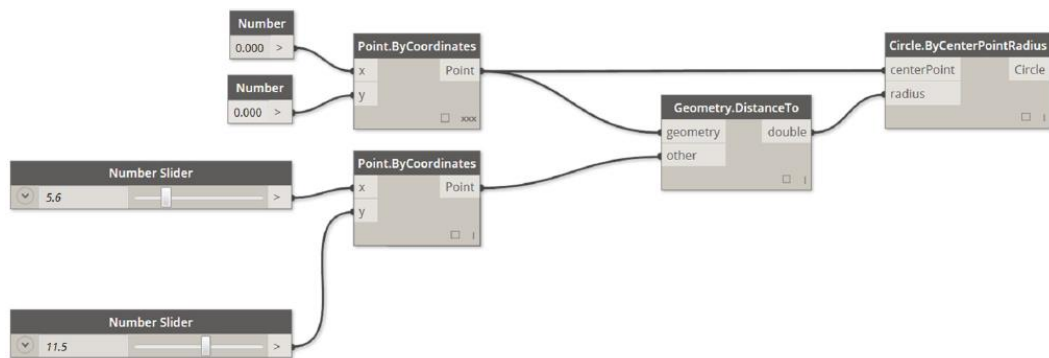 Number
0.000 >
Number
0.000 >
Point.ByCoordinates
x Point
y
xxx
Circle.ByCenterPointRadius
centerPoint Circle
radius
I
Geometry.DistanceTo
geometry double
other
I
Point.ByCoordinates
x Point
y
I
Number Slider
5.6 >
Number Slider
11.5 >